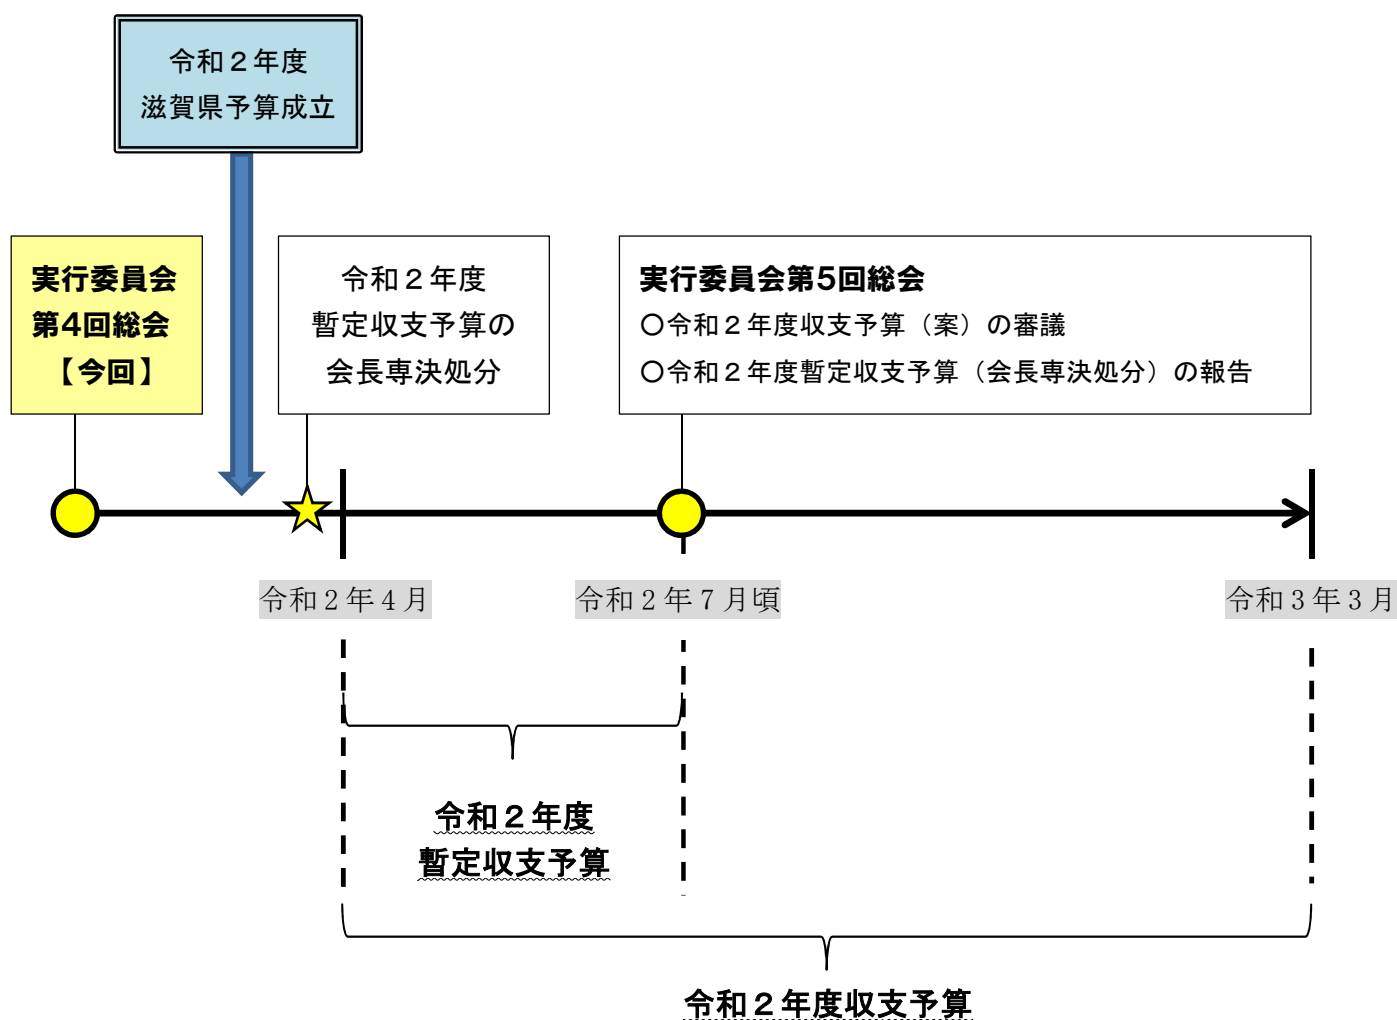 令和２年度
滋賀県予算成立
実行委員会
第4回総会
【今回】
令和２年度
暫定収支予算の
会長専決処分
実行委員会第5回総会
○令和２年度収支予算（案）の審議
○令和２年度暫定収支予算（会長専決処分）の報告
令和２年４月
令和２年７月頃
令和３年３月
令和２年度
暫定収支予算
令和２年度収支予算